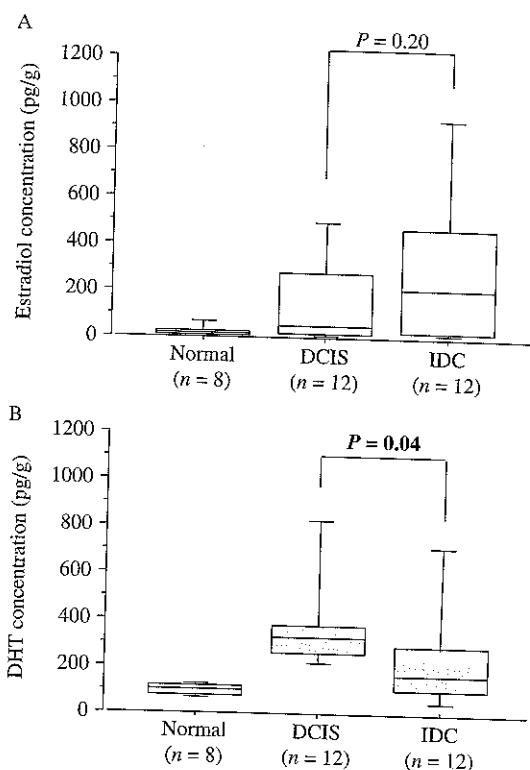 A
P = 0.20
Estradiol concentration (pg/g)
1200
1000
800
600
400
200
0
Normal
(n = 8)
DCIS
(n = 12)
IDC
(n = 12)
B
P = 0.04
DHT concentration (pg/g)
1200
1000
800
600
400
200
0
Normal
(n = 8)
DCIS
(n = 12)
IDC
(n = 12)